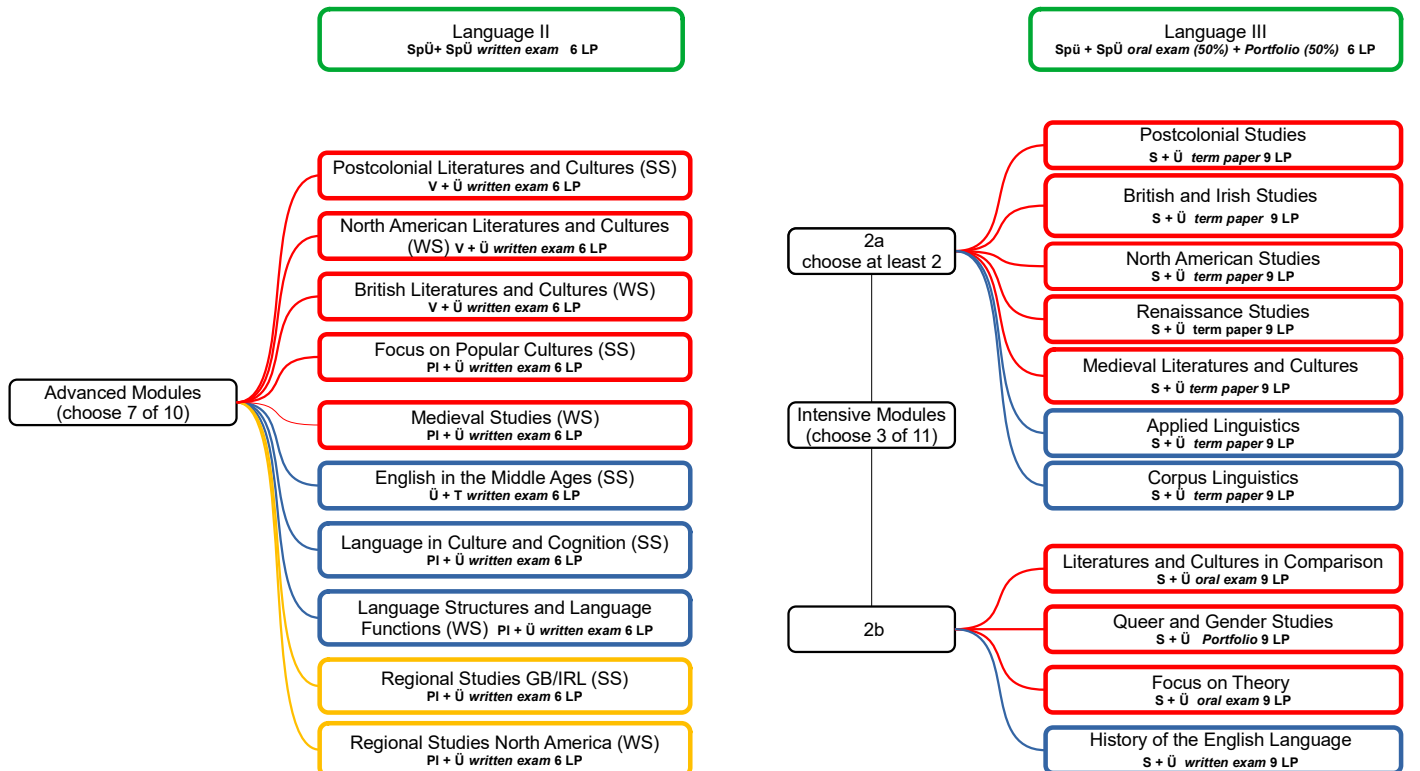 Language II
SpÜ+ SpÜ written exam 6 LP
Language III
Spü + SpÜ oral exam (50%) + Portfolio (50%) 6 LP
Advanced Modules
(choose 7 of 10)
Postcolonial Literatures and Cultures (SS)
V + Ü written exam 6 LP
North American Literatures and Cultures
(WS) V + Ü written exam 6 LP
British Literatures and Cultures (WS)
V + Ü written exam 6 LP
Focus on Popular Cultures (SS)
PI + Ü written exam 6 LP
Medieval Studies (WS)
PI + Ü written exam 6 LP
English in the Middle Ages (SS)
Ü + T written exam 6 LP
Language in Culture and Cognition (SS)
PI + Ü written exam 6 LP
Language Structures and Language
Functions (WS) PI + Ü written exam 6 LP
Regional Studies GB/IRL (SS)
PI + Ü written exam 6 LP
Regional Studies North America (WS)
PI + Ü written exam 6 LP
Intensive Modules
(choose 3 of 11)
2a
choose at least 2
Postcolonial Studies
S + Ü term paper 9 LP
British and Irish Studies
S + Ü term paper 9 LP
North American Studies
S + Ü term paper 9 LP
Renaissance Studies
S + Ü term paper 9 LP
Medieval Literatures and Cultures
S + Ü term paper 9 LP
Applied Linguistics
S + Ü term paper 9 LP
Corpus Linguistics
S + Ü term paper 9 LP
2b
Literatures and Cultures in Comparison
S + Ü oral exam 9 LP
Queer and Gender Studies
S + Ü Portfolio 9 LP
Focus on Theory
S + Ü oral exam 9 LP
History of the English Language
S + Ü written exam 9 LP